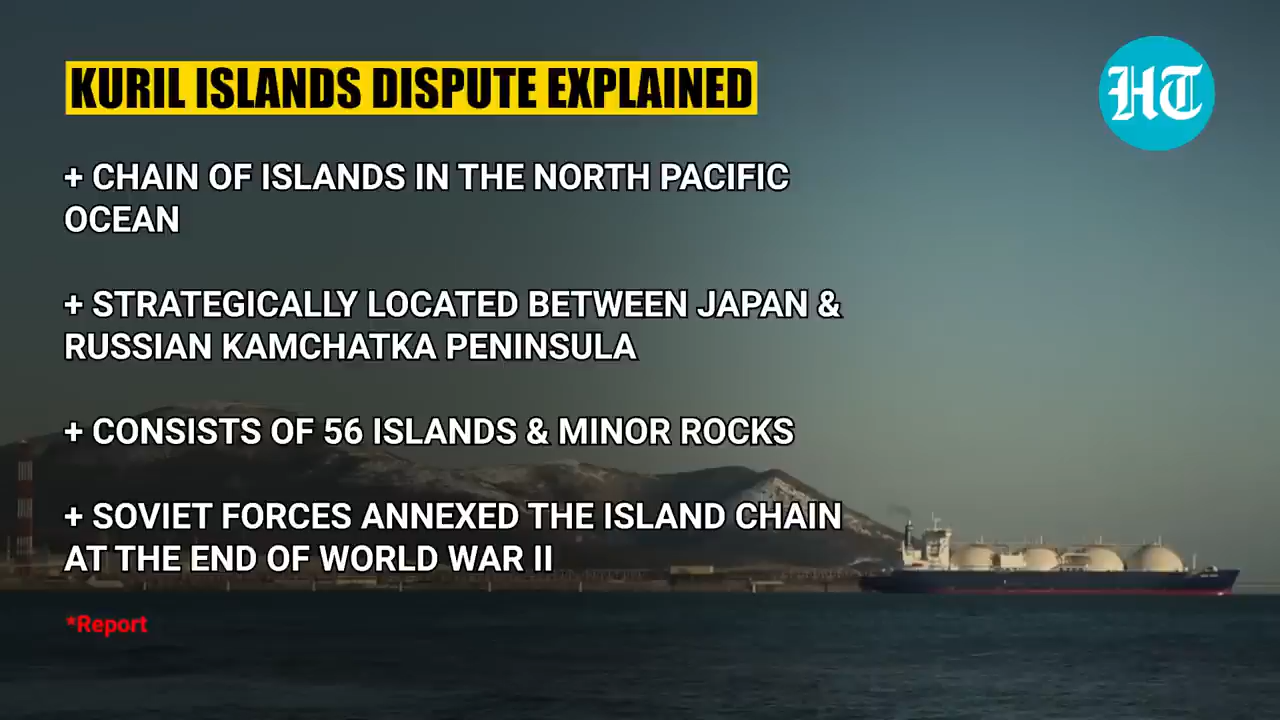 KURIL ISLANDS DISPUTE EXPLAINED
HT
+ CHAIN OF ISLANDS IN THE NORTH PACIFIC
OCEAN
+ STRATEGICALLY LOCATED BETWEEN JAPAN &
RUSSIAN KAMCHATKA PENINSULA
+ CONSISTS OF 56 ISLANDS & MINOR ROCKS
+ SOVIET FORCES ANNEXED THE ISLAND CHAIN
AT THE END OF WORLD WAR II
*Report